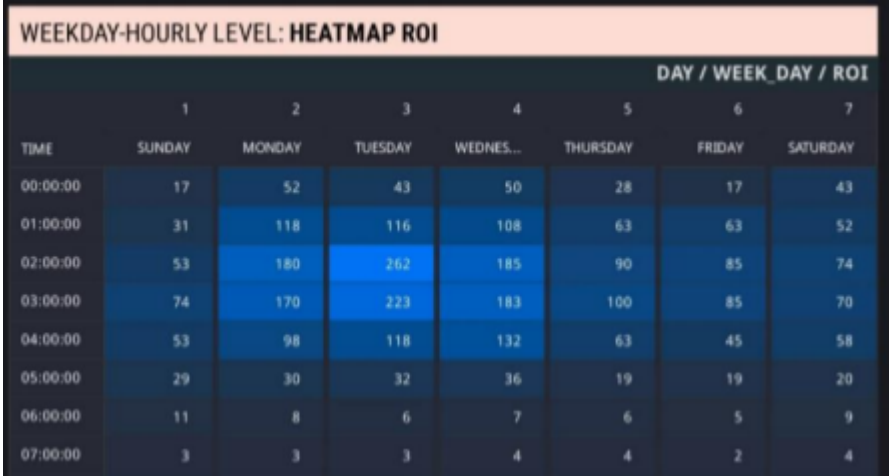 WEEKDAY-HOURLY LEVEL: HEATMAP ROI
DAY / WEEK_DAY / ROI
1 2 3 4 5 6 7
TIME SUNDAY MONDAY TUESDAY WEDNES... THURSDAY FRIDAY SATURDAY
00:00:00 17 52 43 50 28 17 43
01:00:00 31 118 116 108 63 63 52
02:00:00 53 180 262 185 90 85 74
03:00:00 74 170 223 183 100 85 70
04:00:00 53 98 118 132 63 45 58
05:00:00 29 30 32 36 19 19 20
06:00:00 11 8 6 7 6 5 9
07:00:00 3 3 3 4 4 2 4